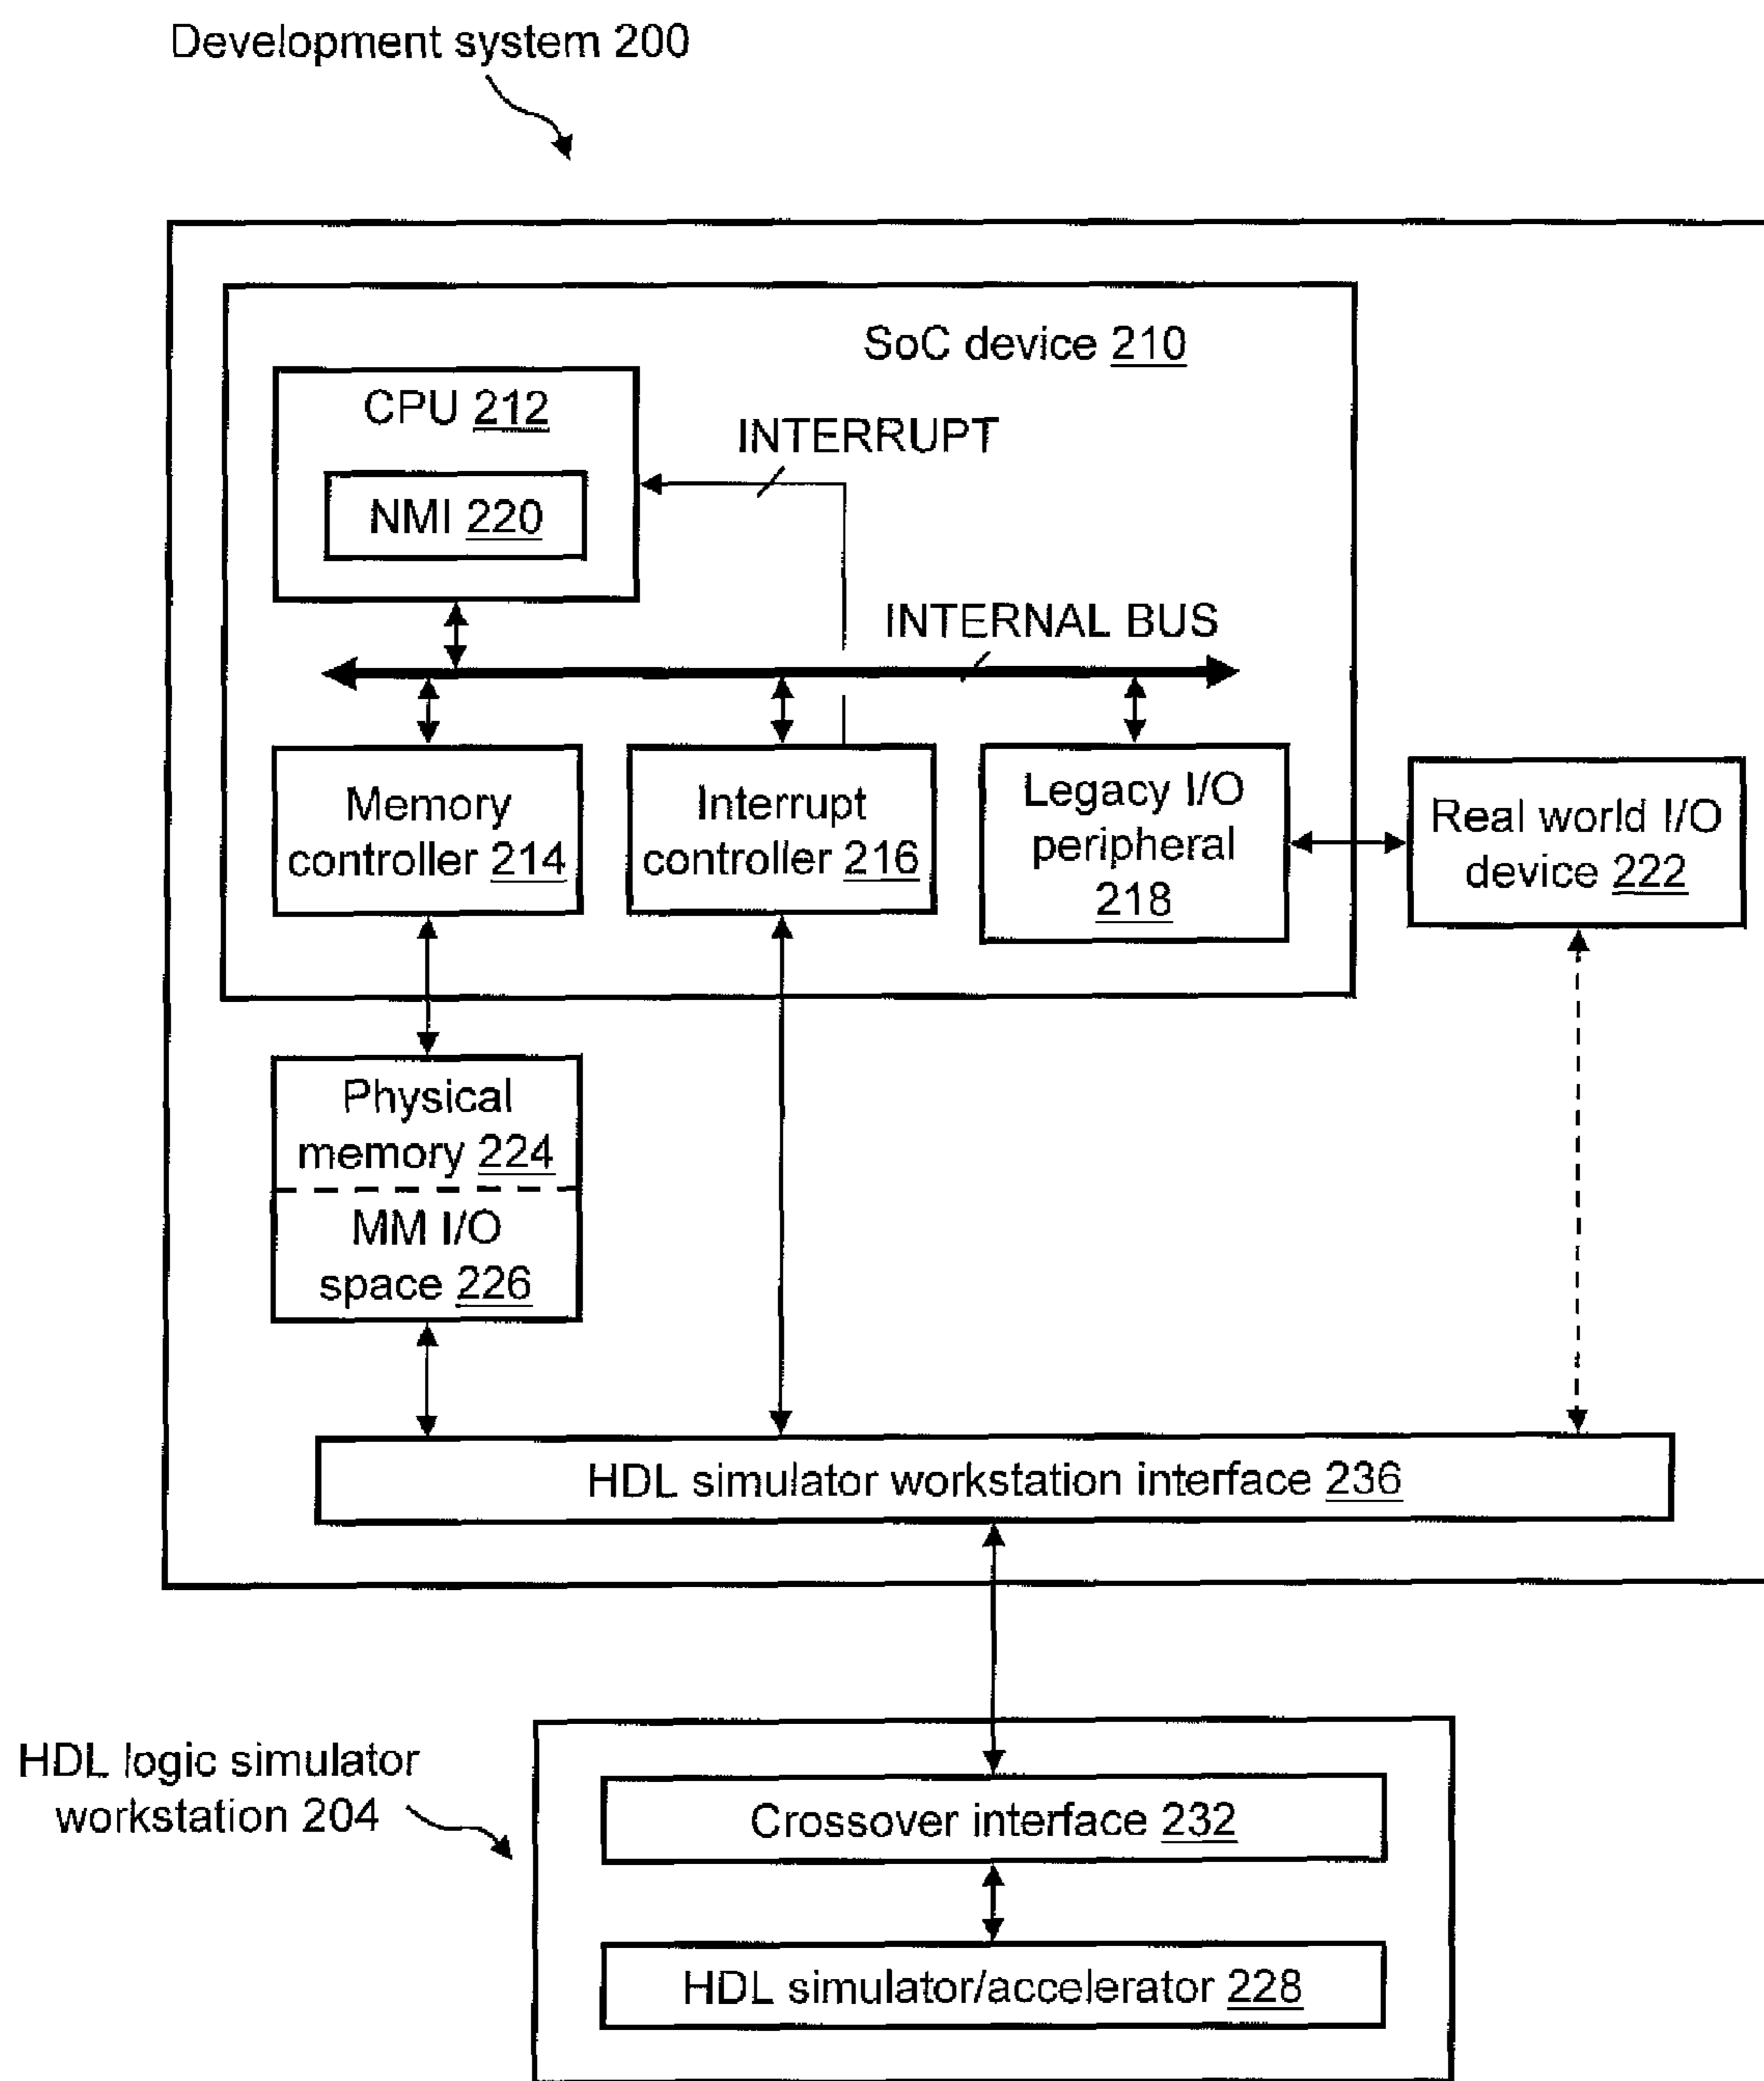 Development system 200
SoC device 210
CPU 212
INTERRUPT
NMI 220
INTERNAL BUS
Memory
controller 214
Interrupt
controller 216
Legacy I/O
peripheral
218
Real world I/O
device 222
Physical
memory 224
MM I/O
space 226
HDL simulator workstation interface 236
HDL logic simulator
workstation 204
Crossover interface 232
HDL simulator/accelerator 228